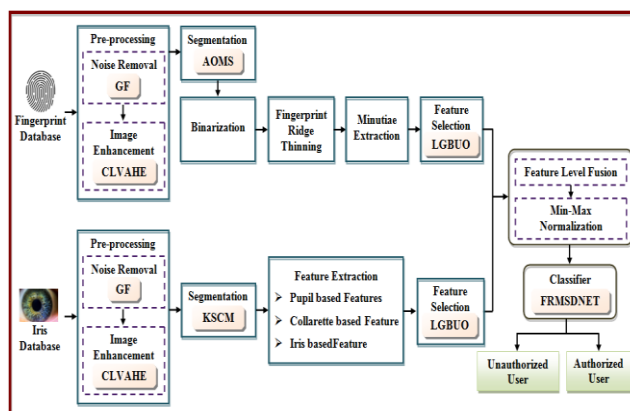 Pre-processing
Noise Removal
GF
Image
Enhancement
CLVAHE
Fingerprint
Database
Segmentation
AOMS
Binarization
Fingerprint
Ridge
Thinning
Minutiae
Extraction
Feature
Selection
LGBUO
Feature Level Fusion
Min-Max
Normalization
Classifier
FRMSDNET
Unauthorized
User
Authorized
User
Pre-processing
Noise Removal
GF
Image
Enhancement
CLVAHE
Iris
Database
Segmentation
KSCM
Feature Extraction
➢ Pupil based Features
➢ Collarette based Feature
➢ Iris basedFeature
Feature
Selection
LGBUO